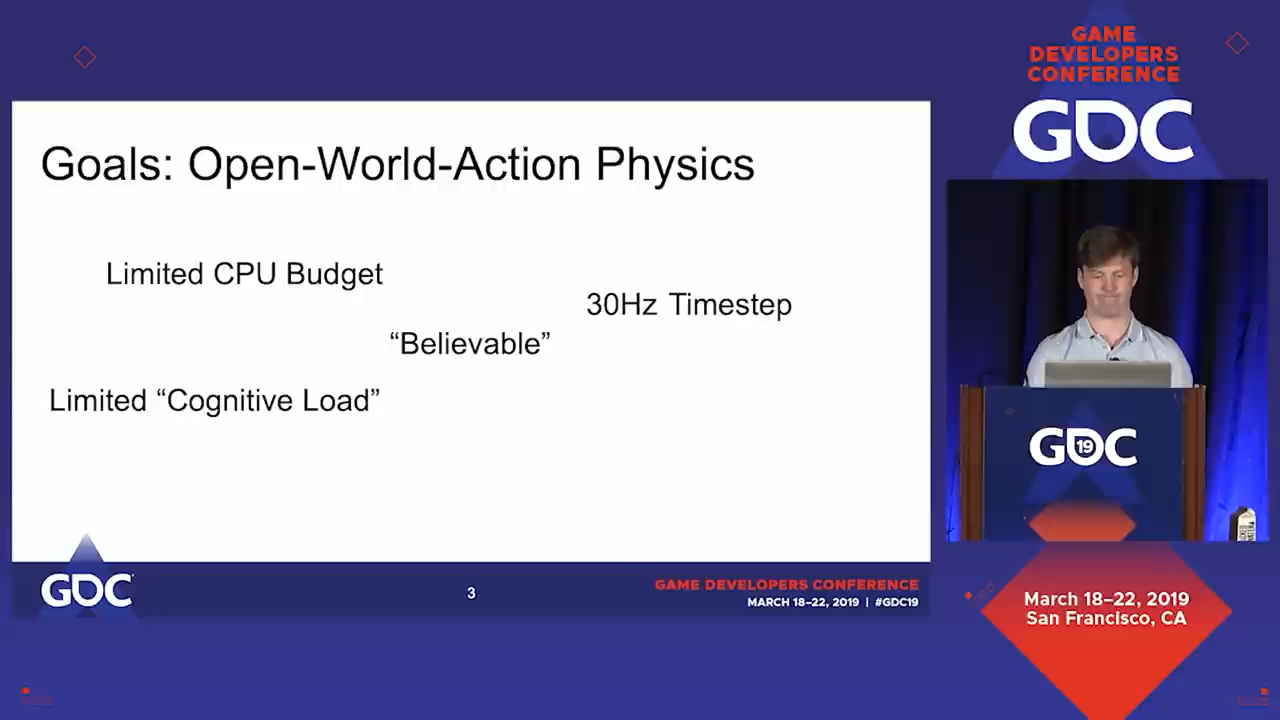 GAME
DEVELOPERS
CONFERENCE
GDC
Goals: Open-World-Action Physics
Limited CPU Budget
30Hz Timestep
“Believable”
Limited “Cognitive Load”
GDC
19
GDC
3
GAME DEVELOPERS CONFERENCE
MARCH 18–22, 2019 | #GDC19
March 18–22, 2019
San Francisco, CA